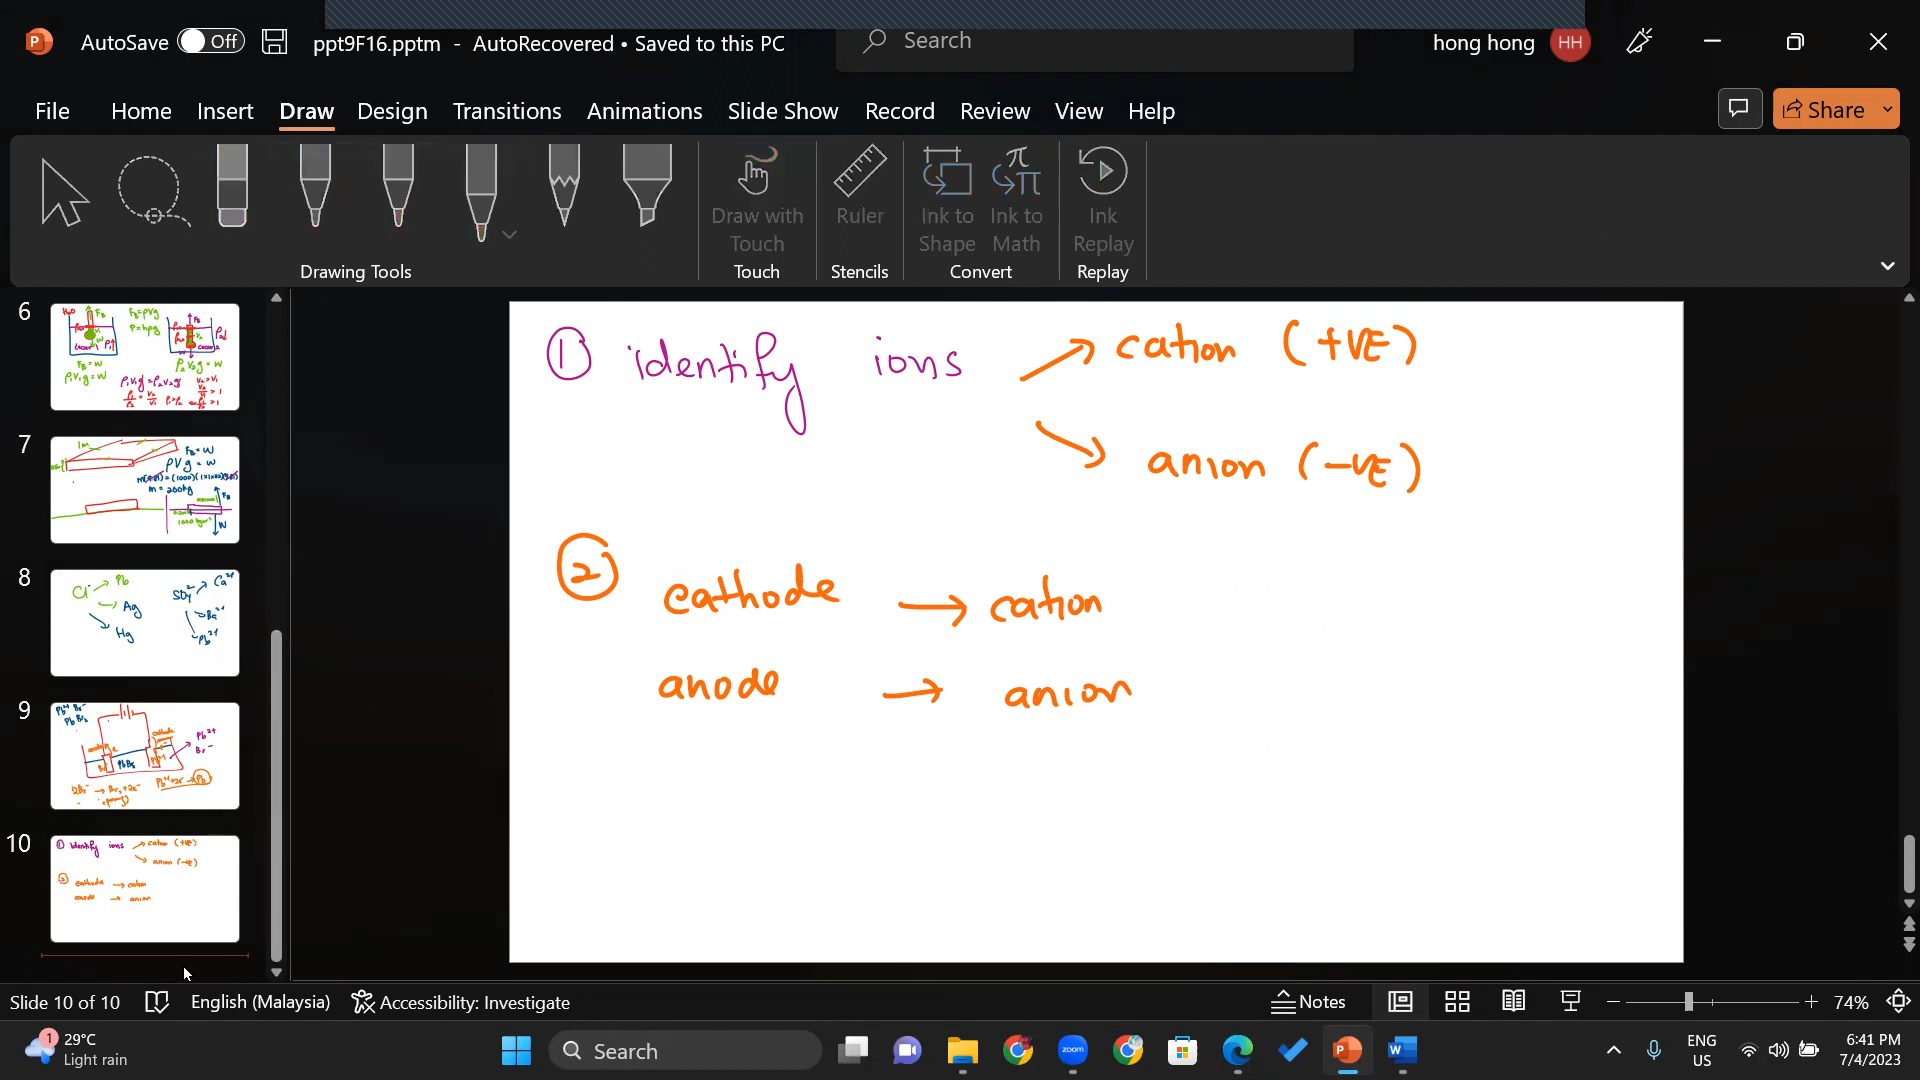 AutoSave Off ppt9F16.pptm - AutoRecovered • Saved to this PC Search hong hong HH
File Home Insert Draw Design Transitions Animations Slide Show Record Review View Help Share
Draw with Touch
Ruler
Ink to Shape
Ink to Math
Ink Replay
Drawing Tools Touch Stencils Convert Replay
6
7
8
9
10
① identify ions → cation (+VE)
→ anion (-VE)
②
cathode → cation
anode → anion
Slide 10 of 10 English (Malaysia) Accessibility: Investigate Notes 74%
1 29°C
Light rain
Search
zoom
ENG
US
6:41 PM
7/4/2023